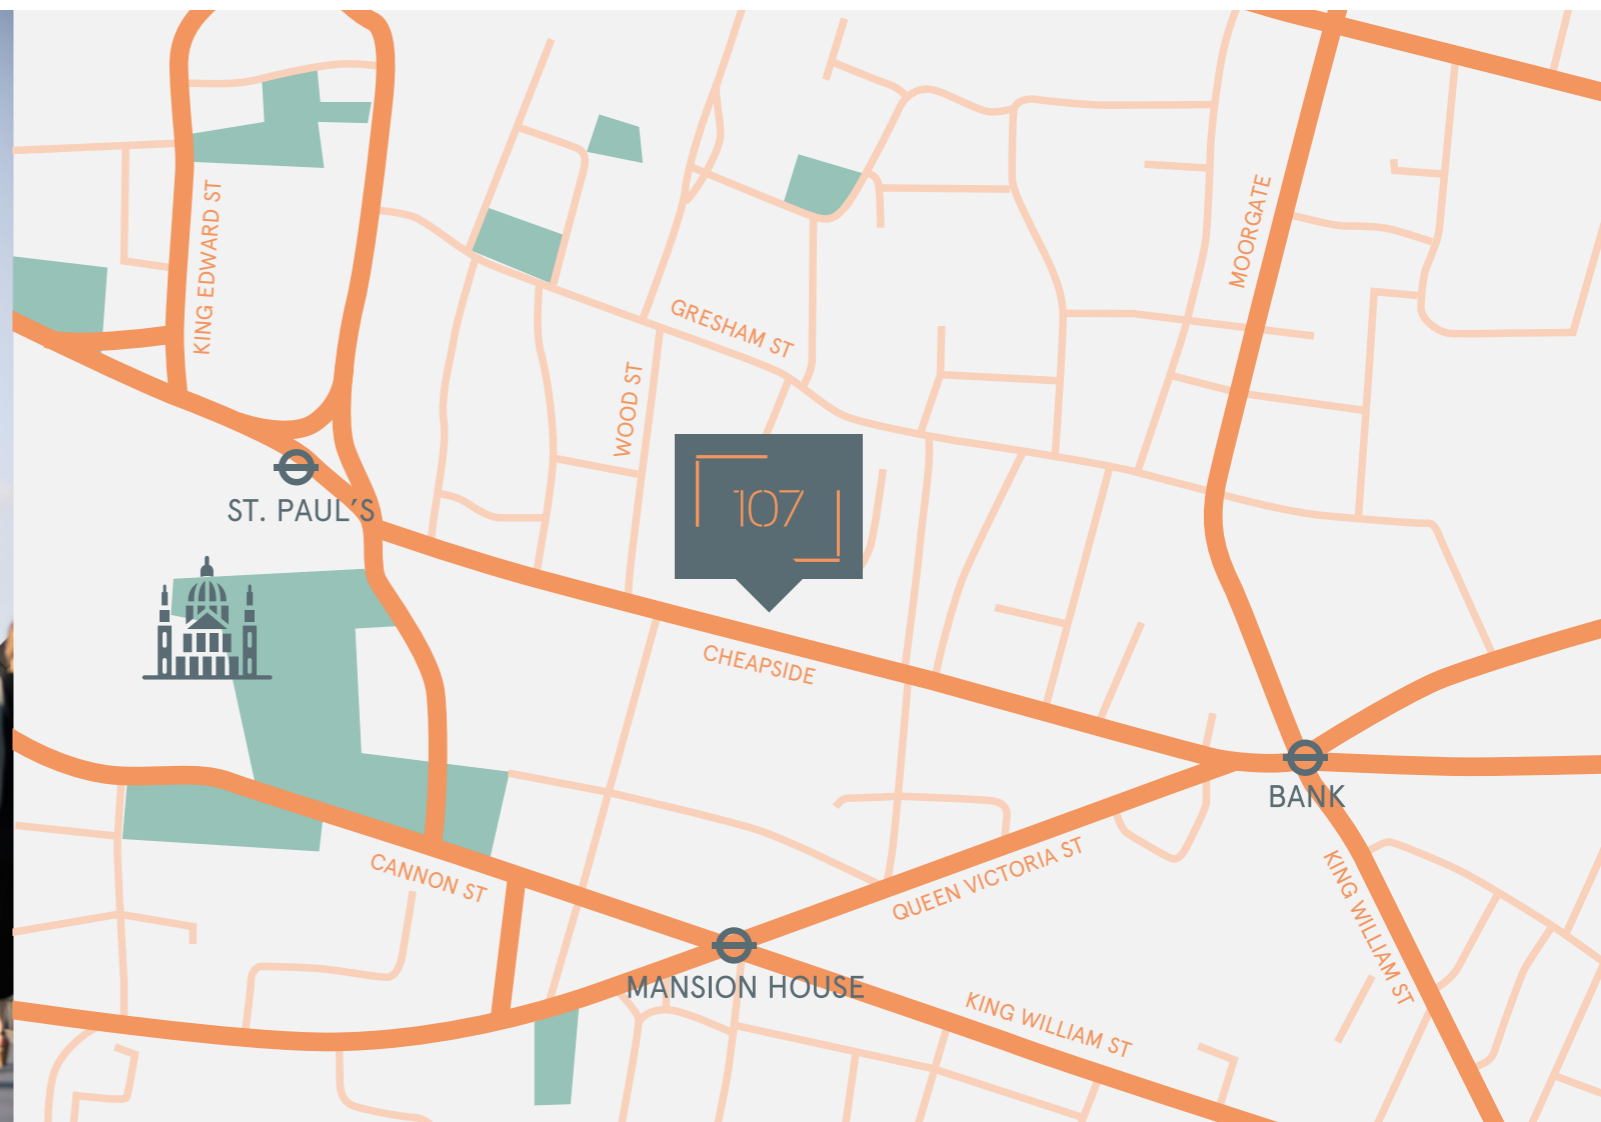 KING EDWARD ST
MOORGATE
GRESHAM ST
WOOD ST
107
ST. PAUL'S
CHEAPSIDE
BANK
QUEEN VICTORIA ST
CANNON ST
KING WILLIAM ST
MANSION HOUSE
KING WILLIAM ST